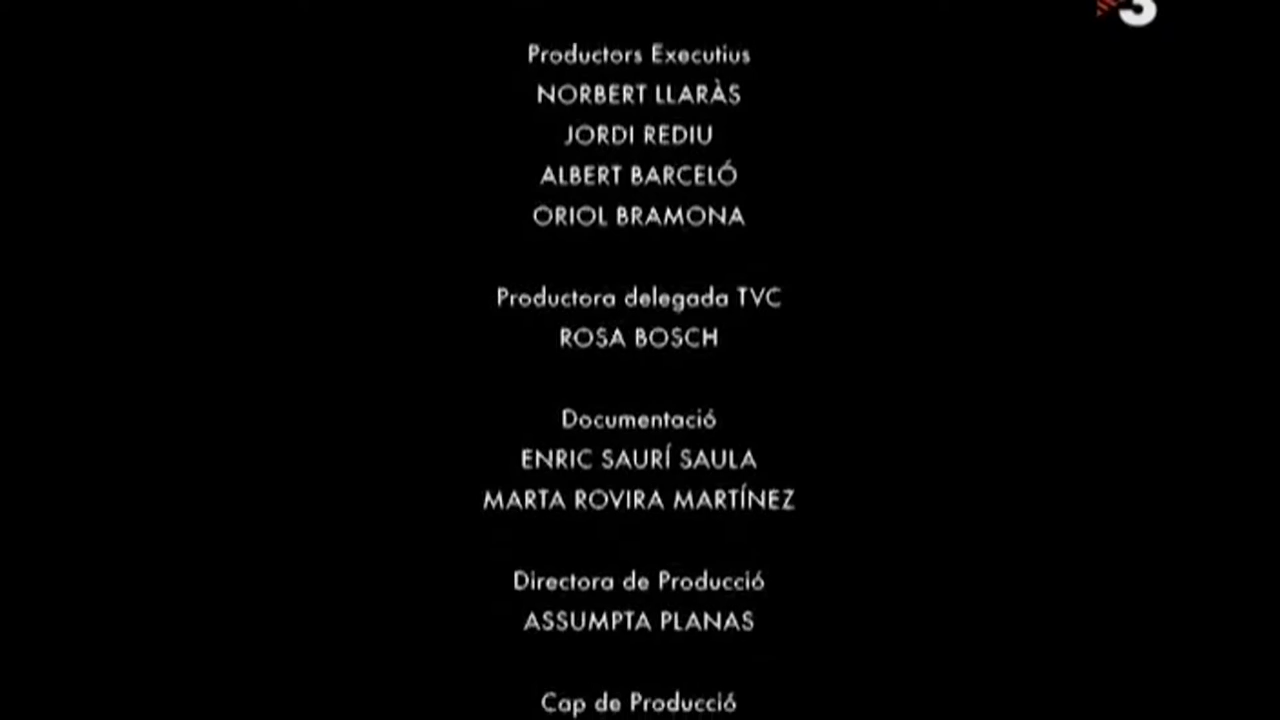 3
Productors Executius
NORBERT LLARÀS
JORDI REDIU
ALBERT BARCELÓ
ORIOL BRAMONA
Productora delegada TVC
ROSA BOSCH
Documentació
ENRIC SAURÍ SAULA
MARTA ROVIRA MARTÍNEZ
Directora de Producció
ASSUMPTA PLANAS
Cap de Producció